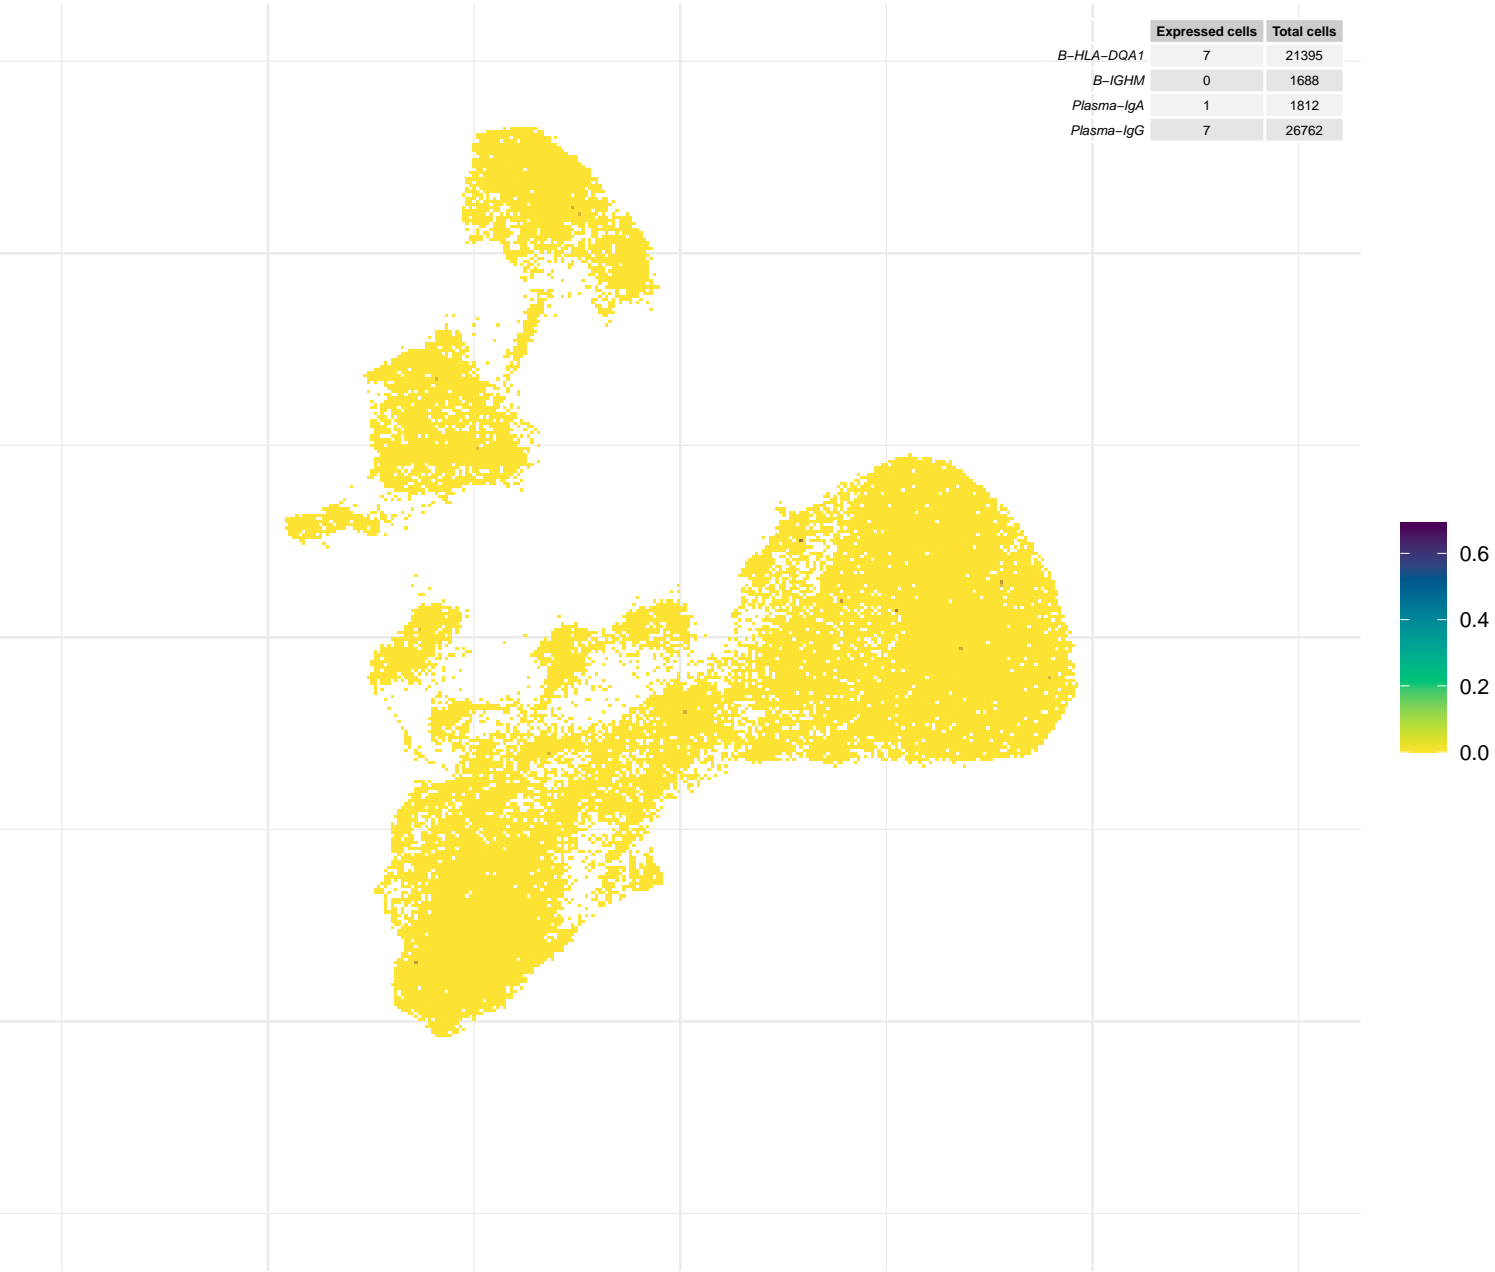 Expressed cells Total cells
B−HLA−DQA1 7 21395
B−IGHM 0 1688
Plasma−IgA 1 1812
Plasma−IgG 7 26762
0.6
0.4
0.2
0.0